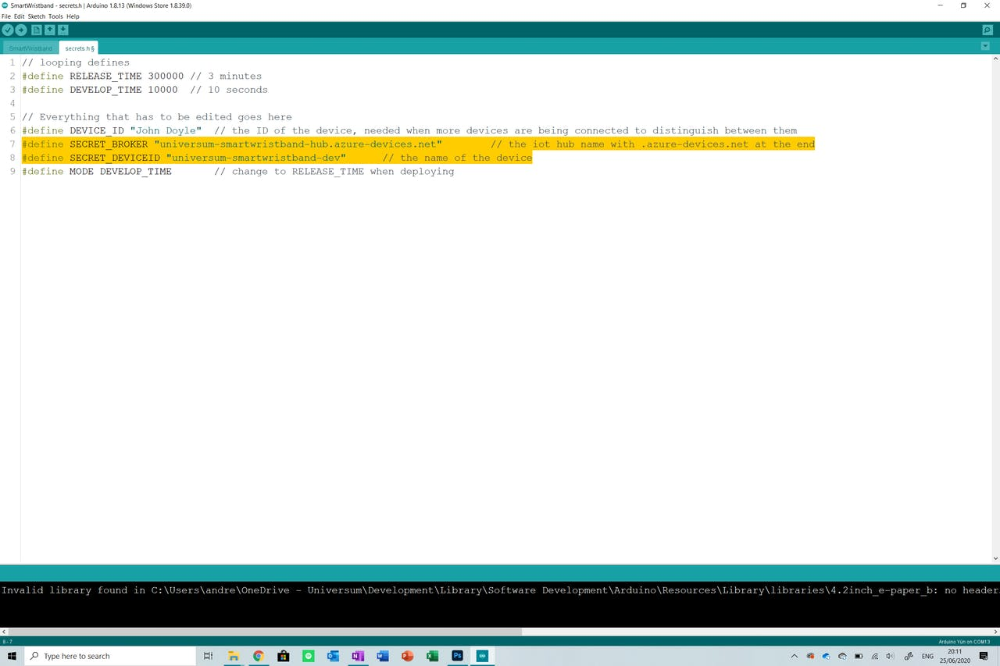 SmartWristband - secrets.h | Arduino 1.8.13 (Windows Store 1.8.39.0)
File Edit Sketch Tools Help
SmartWristband secrets.h §
1 // looping defines
2 #define RELEASE_TIME 300000 // 3 minutes
3 #define DEVELOP_TIME 10000 // 10 seconds
4
5 // Everything that has to be edited goes here
6 #define DEVICE_ID "John Doyle" // the ID of the device, needed when more devices are being connected to distinguish between them
7 #define SECRET_BROKER "universum-smartwristband-hub.azure-devices.net" // the iot hub name with .azure-devices.net at the end
8 #define SECRET_DEVICEID "universum-smartwristband-dev" // the name of the device
9 #define MODE DEVELOP_TIME // change to RELEASE_TIME when deploying
Invalid library found in C:\Users\andre\OneDrive - Universum\Development\Library\Software Development\Arduino\Resources\Library\libraries\4.2inch_e-paper_b: no header
Arduino Yún on COM13
Type here to search
ENG
20:11
25/06/2020